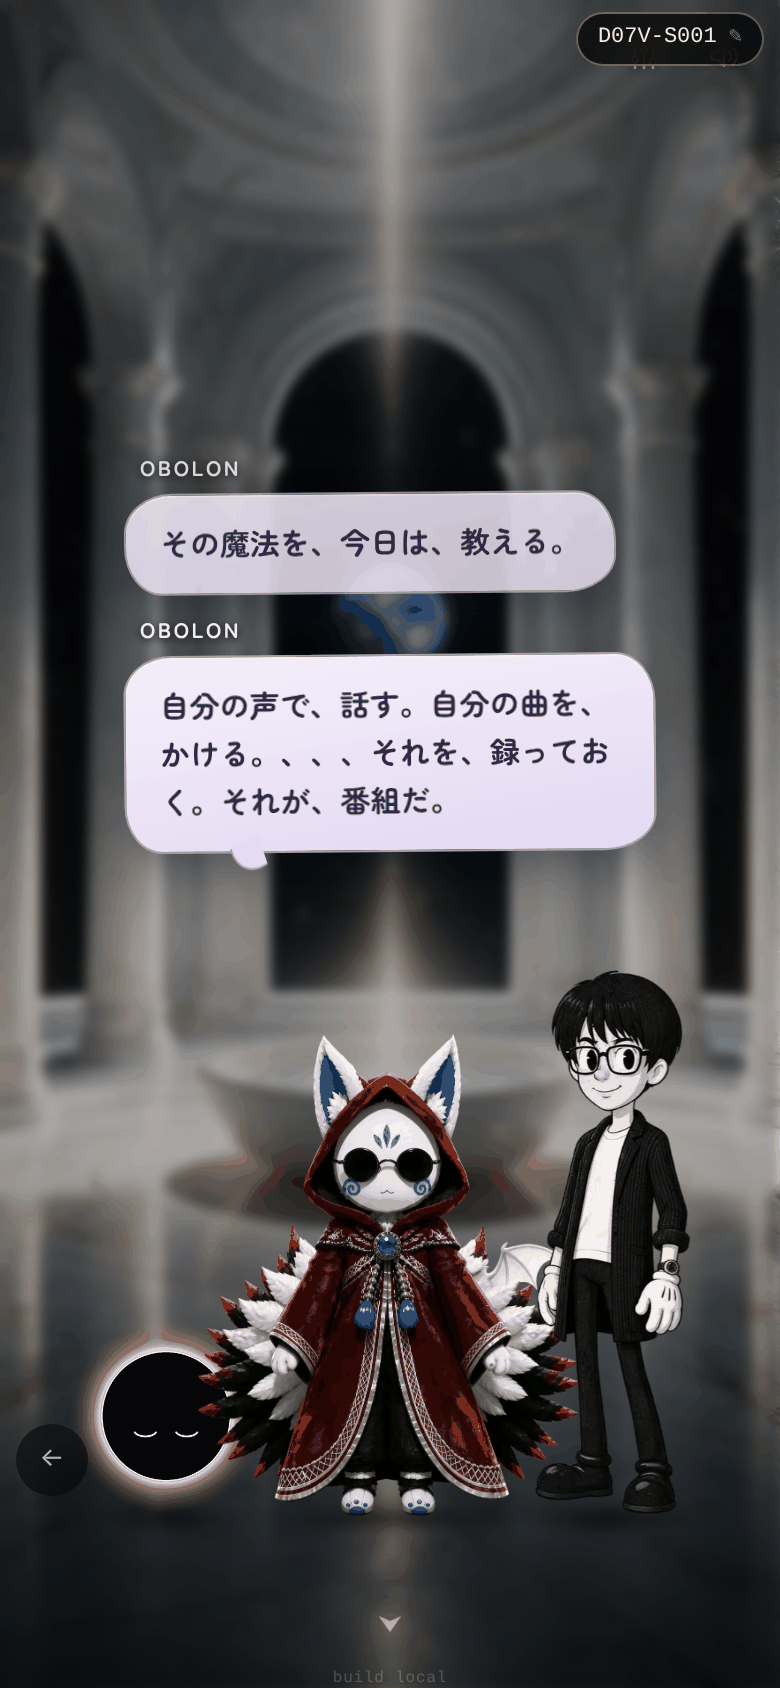 D07V-S001 ✎
OBOLON
その魔法を、今日は、教える。
OBOLON
自分の声で、話す。自分の曲を、
かける。、、、それを、録ってお
く。それが、番組だ。
build local